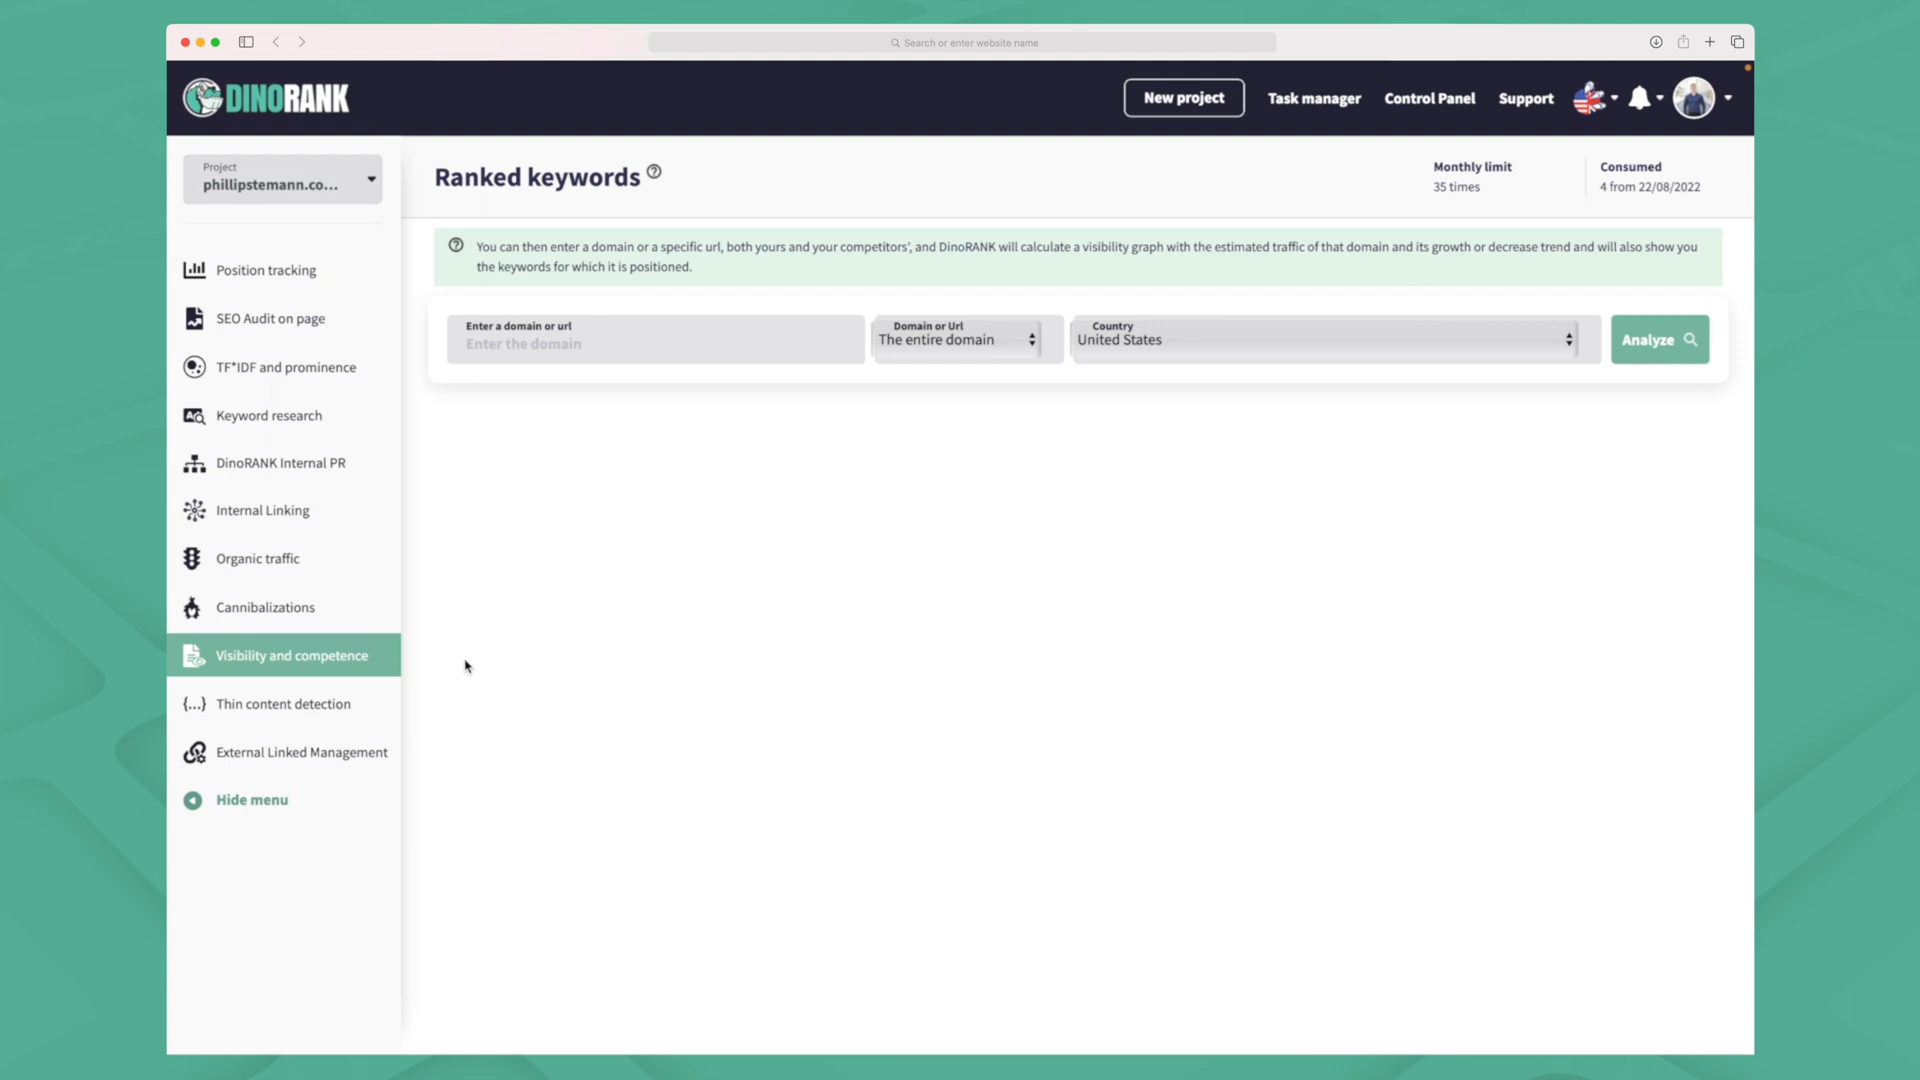 Search or enter website name
DINORANK
New project
Task manager
Control Panel
Support
Project
phillipstemann.co...
Ranked keywords
Monthly limit
35 times
Consumed
4 from 22/08/2022
You can then enter a domain or a specific url, both yours and your competitors', and DinoRANK will calculate a visibility graph with the estimated traffic of that domain and its growth or decrease trend and will also show you
the keywords for which it is positioned.
Enter a domain or url
Enter the domain
Domain or Url
The entire domain
Country
United States
Analyze
Position tracking
SEO Audit on page
TF*IDF and prominence
Keyword research
DinoRANK Internal PR
Internal Linking
Organic traffic
Cannibalizations
Visibility and competence
{...} Thin content detection
External Linked Management
Hide menu